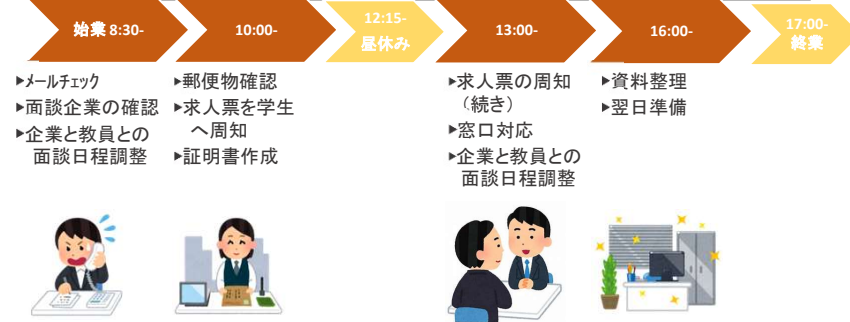 始業 8:30-
10:00-
12:15-
昼休み
13:00-
16:00-
17:00-
終業
▶メールチェック
▶面談企業の確認
▶企業と教員との
面談日程調整
▶郵便物確認
▶求人票を学生
へ周知
▶証明書作成
▶求人票の周知
（続き）
▶窓口対応
▶企業と教員との
面談日程調整
▶資料整理
▶翌日準備